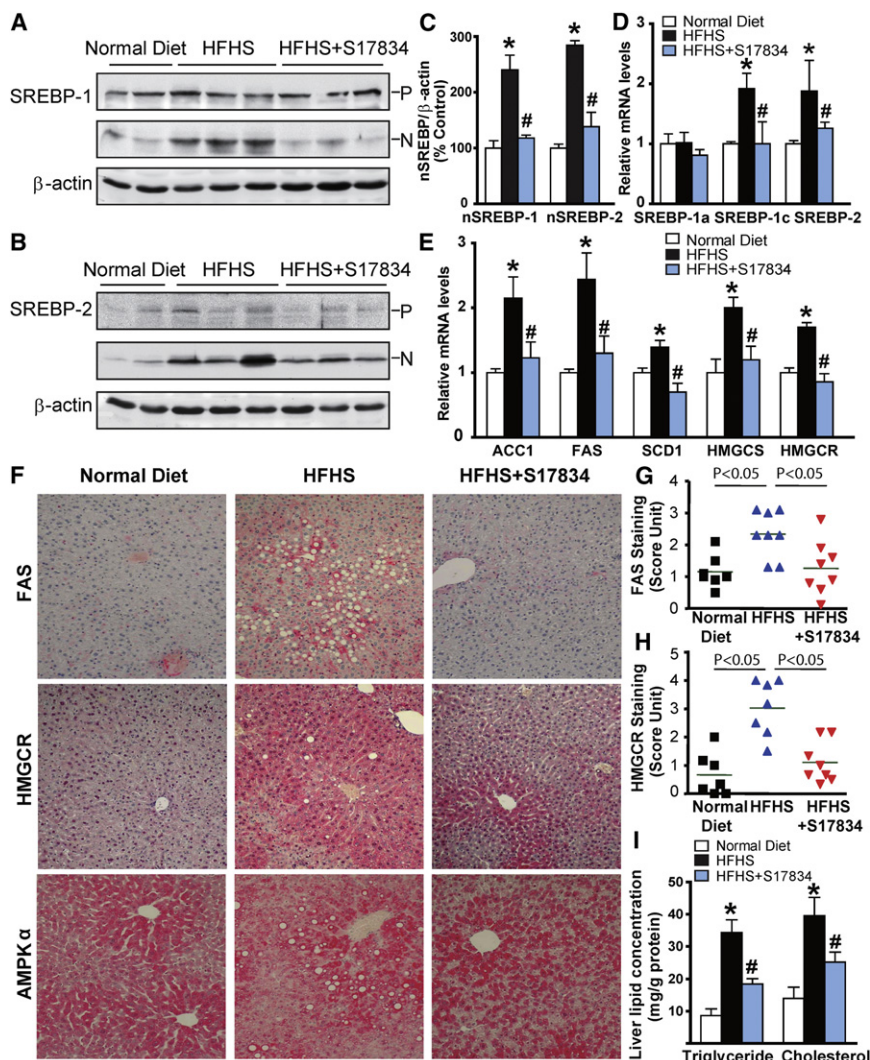 A
Normal Diet HFHS HFHS+S17834
SREBP-1
-P
-N
β-actin
B
Normal Diet HFHS HFHS+S17834
SREBP-2
-P
-N
β-actin
C
nSREBP/β-actin
(% Control)
300
200
100
0
* * # #
nSREBP-1 nSREBP-2
D
Normal Diet
HFHS
HFHS+S17834
Relative mRNA levels
3
2
1
0
* # * #
SREBP-1a SREBP-1c SREBP-2
E
Normal Diet
HFHS
HFHS+S17834
Relative mRNA levels
3
2
1
0
* # * # * # * # * #
ACC1 FAS SCD1 HMGCS HMGCR
F
Normal Diet HFHS HFHS+S17834
FAS
HMGCR
AMPKα
G
P<0.05 P<0.05
FAS Staining
(Score Unit)
4
3
2
1
0
Normal HFHS HFHS
Diet +S17834
H
P<0.05 P<0.05
HMGCR Staining
(Score Unit)
5
4
3
2
1
0
Normal HFHS HFHS
Diet +S17834
I
Normal Diet
HFHS
HFHS+S17834
Liver lipid concentration
(mg/g protein)
50
40
30
20
10
* # * #
Triglyceride Cholesterol